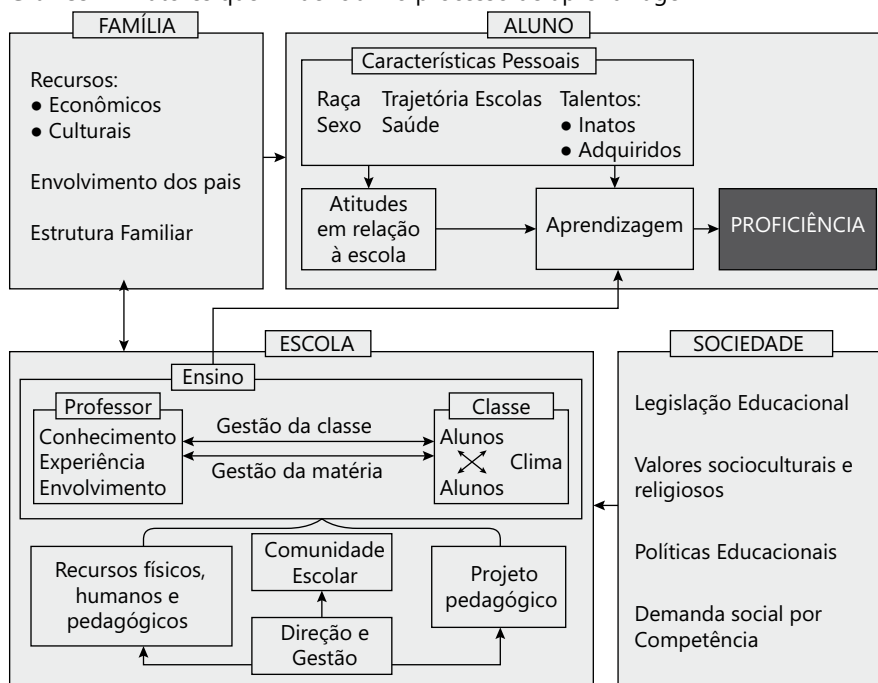 FAMÍLIA
Recursos:
● Econômicos
● Culturais
Envolvimento dos pais
Estrutura Familiar
ALUNO
Características Pessoais
Raça Trajetória Escolas Talentos:
Sexo Saúde ● Inatos
● Adquiridos
Atitudes
em relação
à escola
Aprendizagem
PROFICIÊNCIA
ESCOLA
Ensino
Professor
Conhecimento
Experiência
Envolvimento
Gestão da classe
Gestão da matéria
Classe
Alunos
Clima
Alunos
Recursos físicos,
humanos e
pedagógicos
Comunidade
Escolar
Projeto
pedagógico
Direção e
Gestão
SOCIEDADE
Legislação Educacional
Valores socioculturais e
religiosos
Políticas Educacionais
Demanda social por
Competência